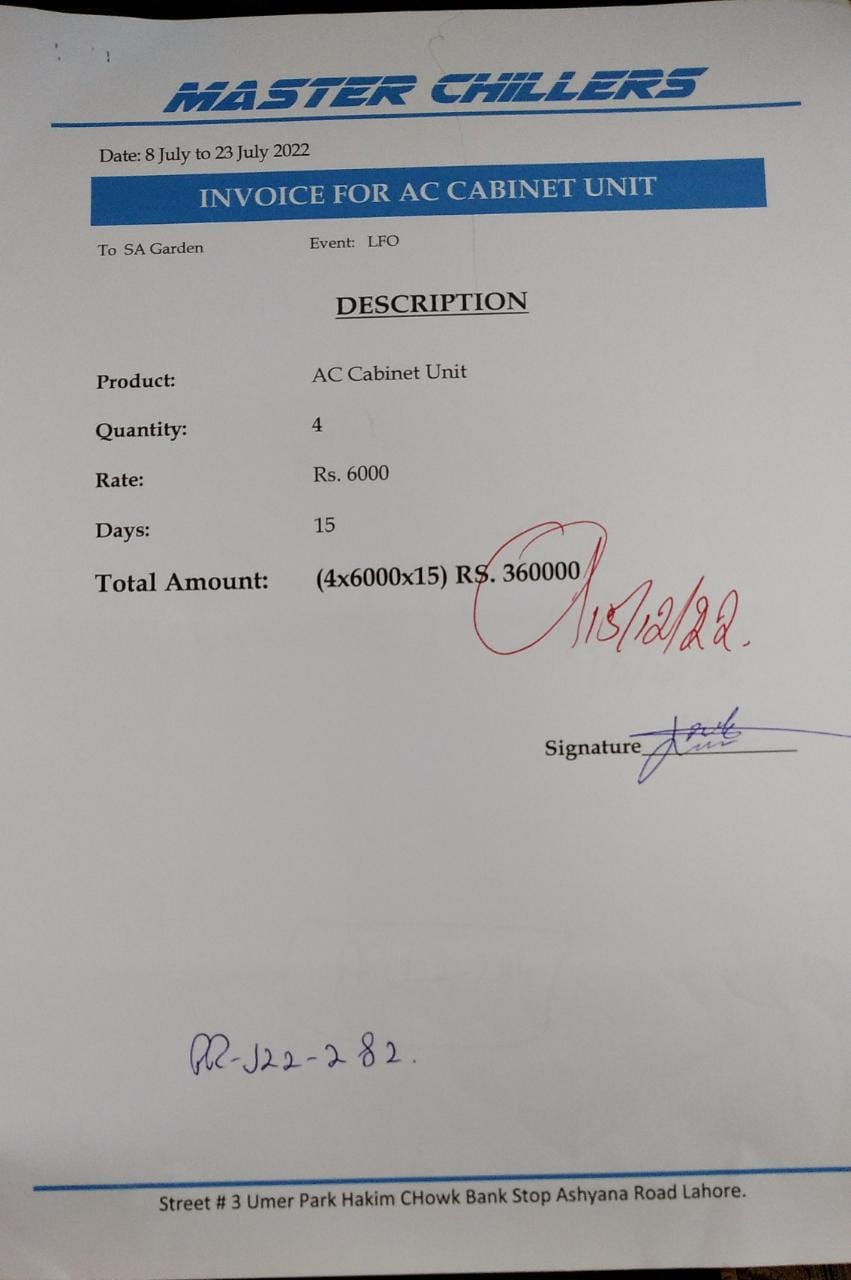 MASTER CHILLERS
Date: 8 July to 23 July 2022
INVOICE FOR AC CABINET UNIT
To SA Garden Event: LFO
DESCRIPTION
Product: AC Cabinet Unit
Quantity: 4
Rate: Rs. 6000
Days: 15
Total Amount: (4x6000x15) RS. 360000
15/12/22.
Signature
PR-J22-282.
Street # 3 Umer Park Hakim CHowk Bank Stop Ashyana Road Lahore.